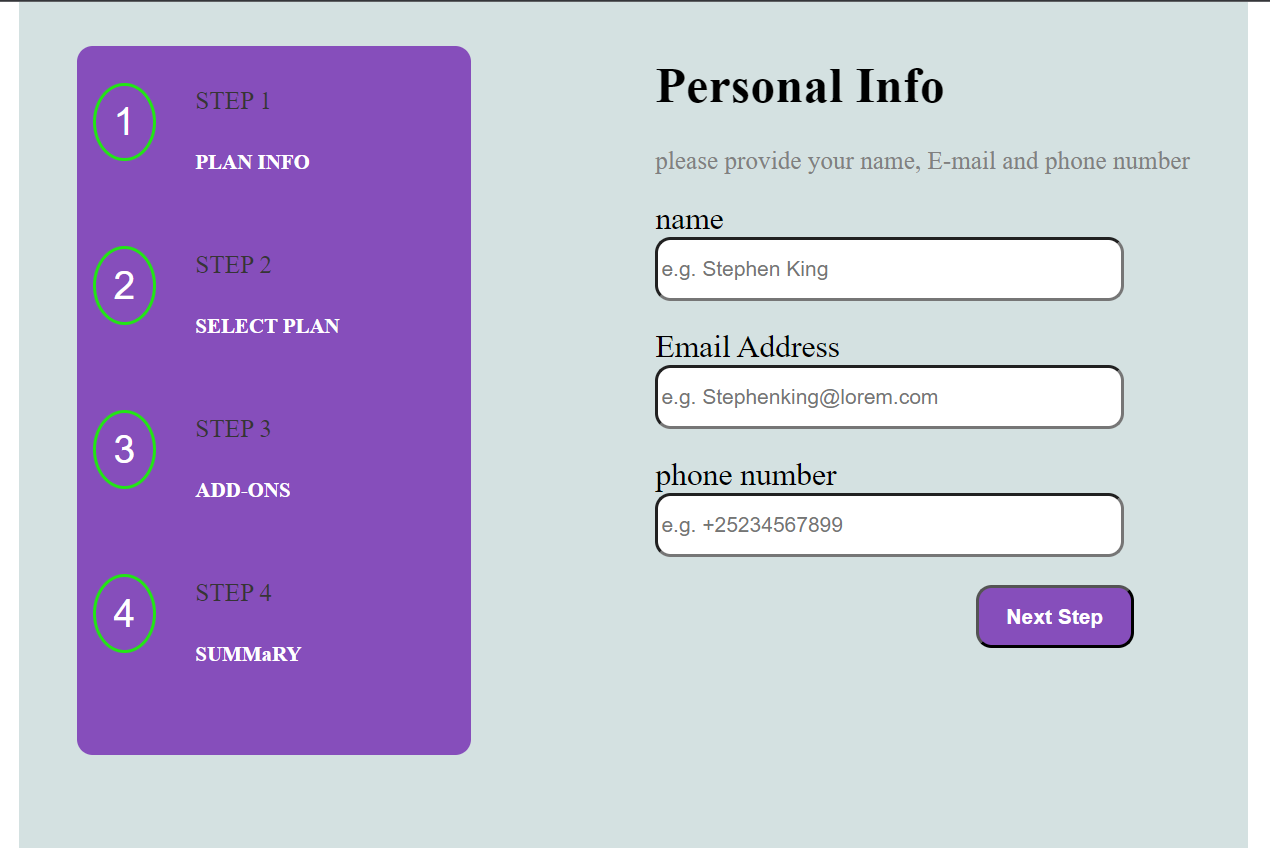 1
STEP 1
PLAN INFO
2
STEP 2
SELECT PLAN
3
STEP 3
ADD-ONS
4
STEP 4
SUMMaRY
Personal Info
please provide your name, E-mail and phone number
name
e.g. Stephen King
Email Address
e.g. Stephenking@lorem.com
phone number
e.g. +25234567899
Next Step